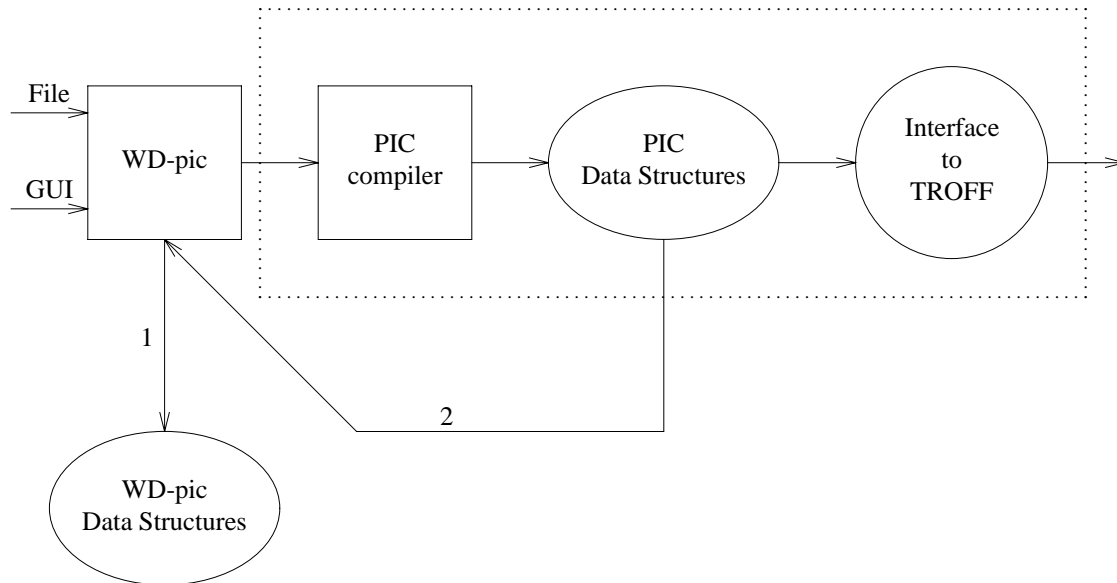 File
GUI
WD-pic
PIC
compiler
PIC
Data Structures
Interface
to
TROFF
1
2
WD-pic
Data Structures